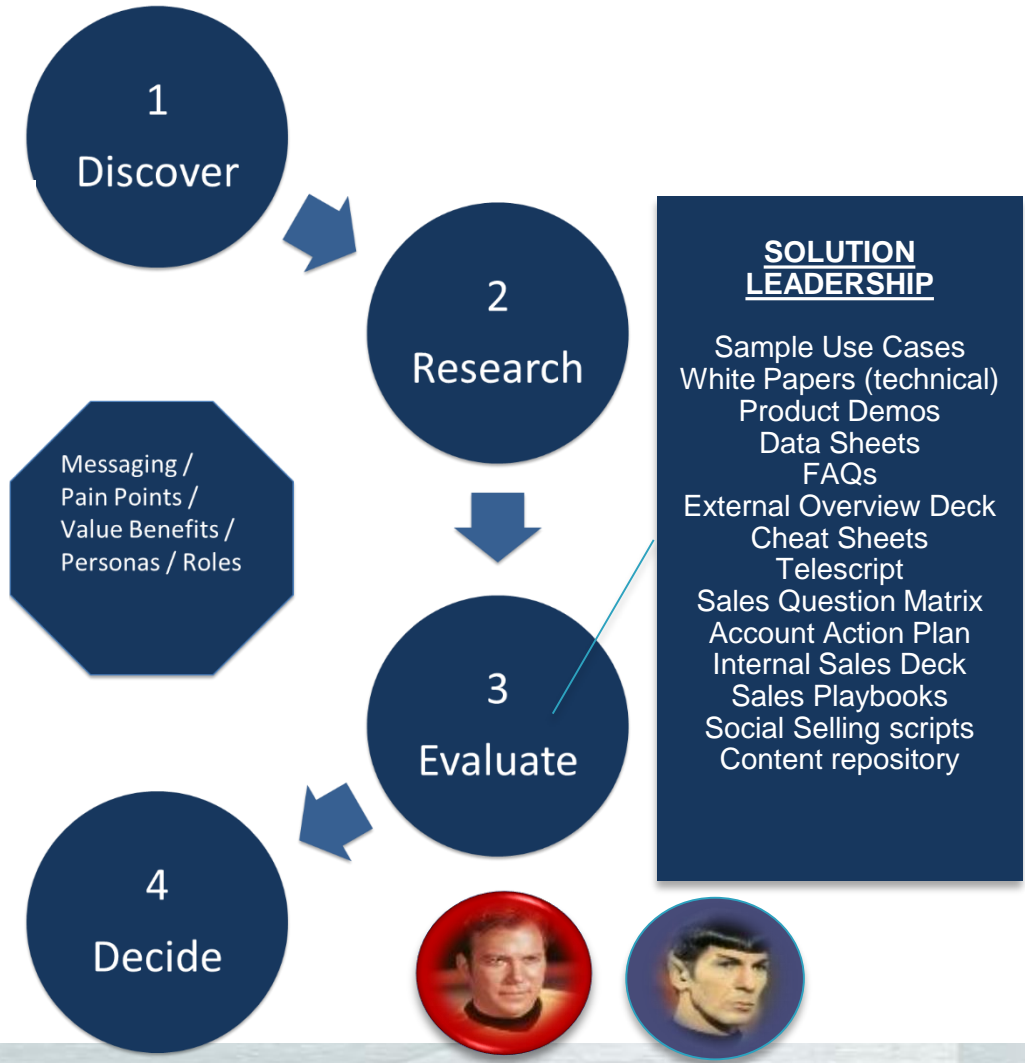 1
Discover
2
Research
Messaging /
Pain Points /
Value Benefits /
Personas / Roles
3
Evaluate
4
Decide
SOLUTION
LEADERSHIP
Sample Use Cases
White Papers (technical)
Product Demos
Data Sheets
FAQs
External Overview Deck
Cheat Sheets
Telescript
Sales Question Matrix
Account Action Plan
Internal Sales Deck
Sales Playbooks
Social Selling scripts
Content repository